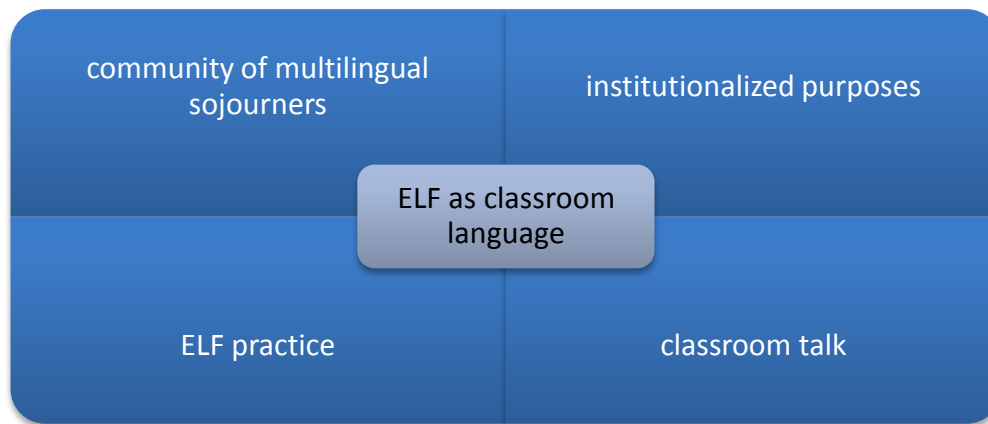 community of multilingual
sojourners
institutionalized purposes
ELF as classroom
language
ELF practice
classroom talk